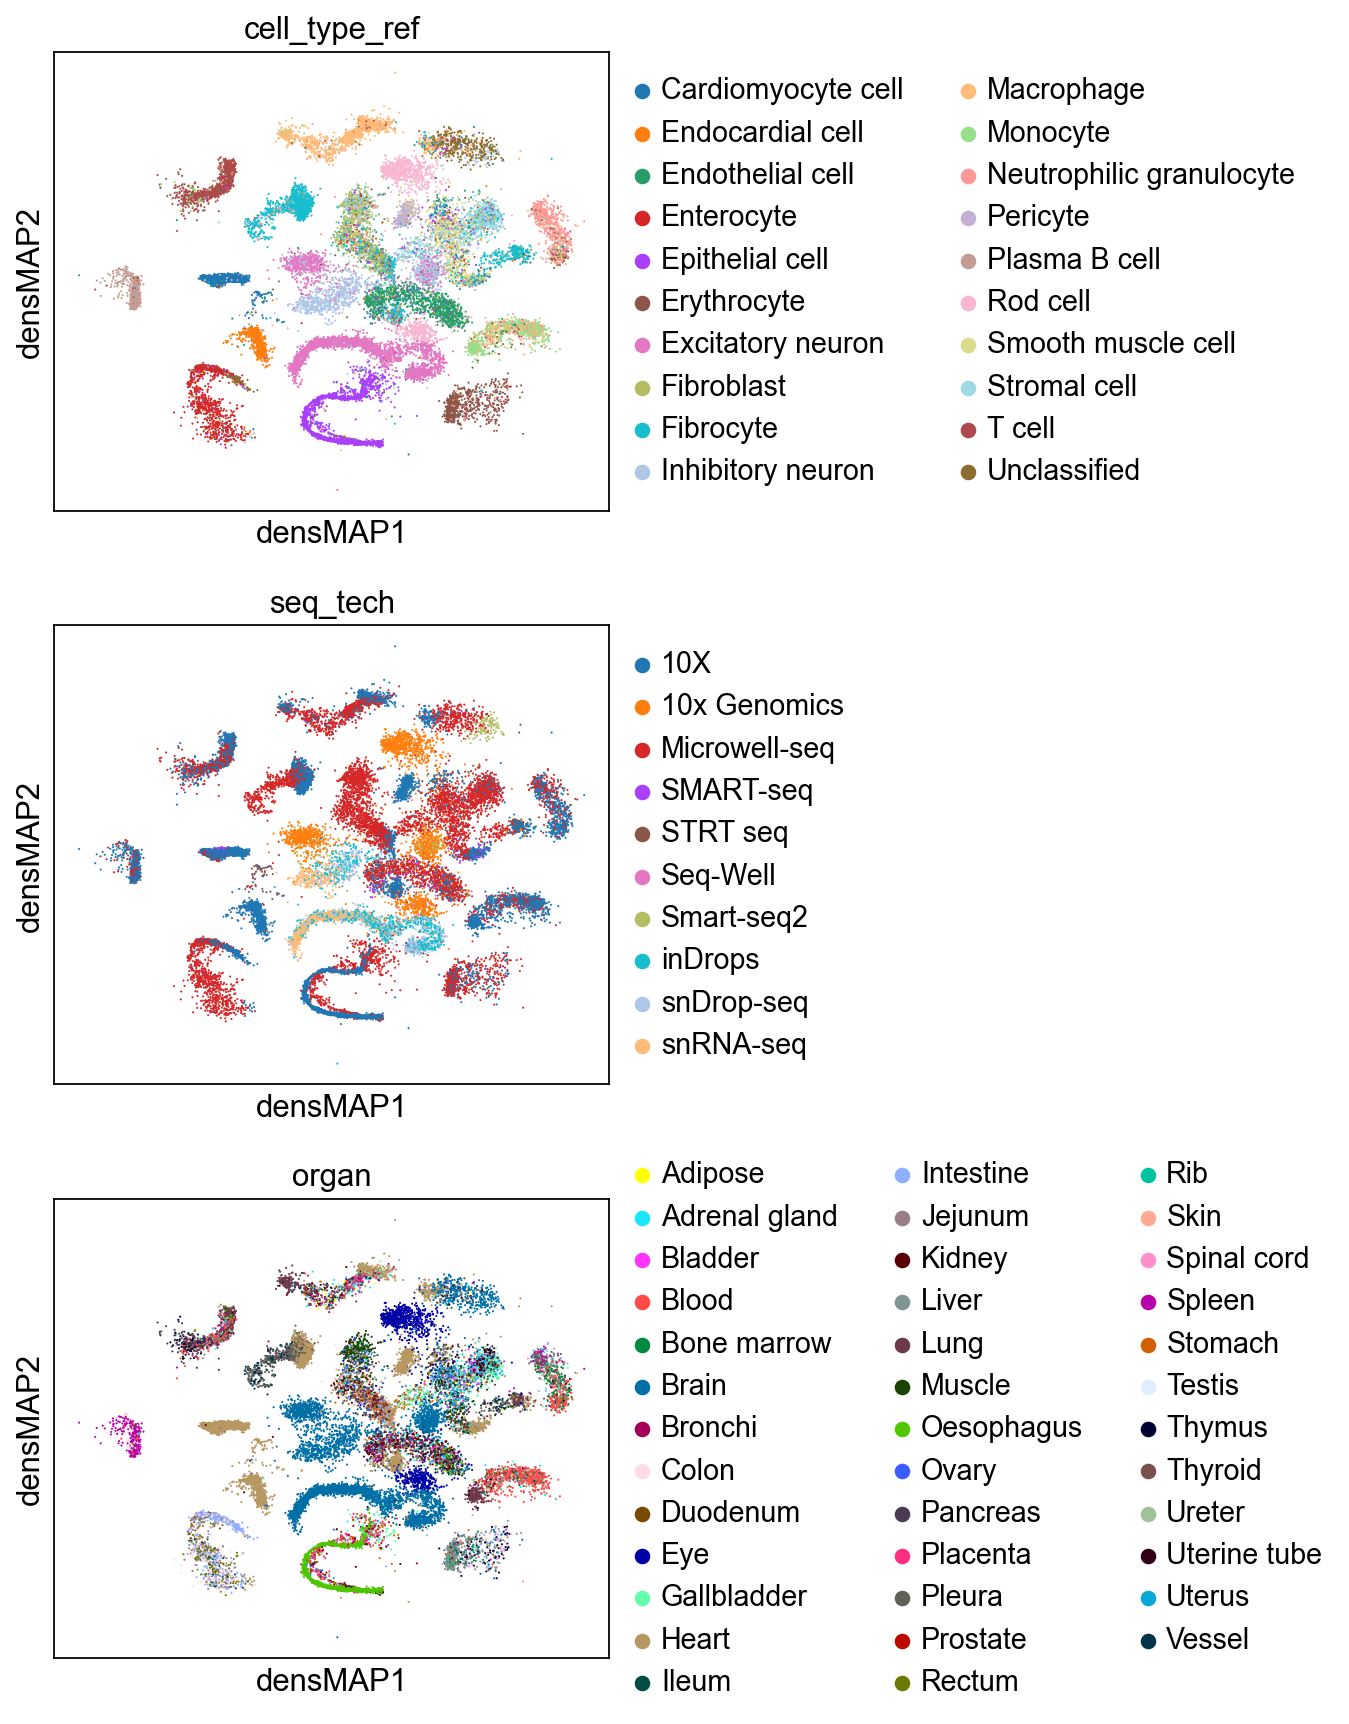 cell_type_ref
densMAP2
densMAP1
Cardiomyocyte cell
Endocardial cell
Endothelial cell
Enterocyte
Epithelial cell
Erythrocyte
Excitatory neuron
Fibroblast
Fibrocyte
Inhibitory neuron
Macrophage
Monocyte
Neutrophilic granulocyte
Pericyte
Plasma B cell
Rod cell
Smooth muscle cell
Stromal cell
T cell
Unclassified
seq_tech
densMAP2
densMAP1
10X
10x Genomics
Microwell-seq
SMART-seq
STRT seq
Seq-Well
Smart-seq2
inDrops
snDrop-seq
snRNA-seq
organ
densMAP2
densMAP1
Adipose
Adrenal gland
Bladder
Blood
Bone marrow
Brain
Bronchi
Colon
Duodenum
Eye
Gallbladder
Heart
Ileum
Intestine
Jejunum
Kidney
Liver
Lung
Muscle
Oesophagus
Ovary
Pancreas
Placenta
Pleura
Prostate
Rectum
Rib
Skin
Spinal cord
Spleen
Stomach
Testis
Thymus
Thyroid
Ureter
Uterine tube
Uterus
Vessel